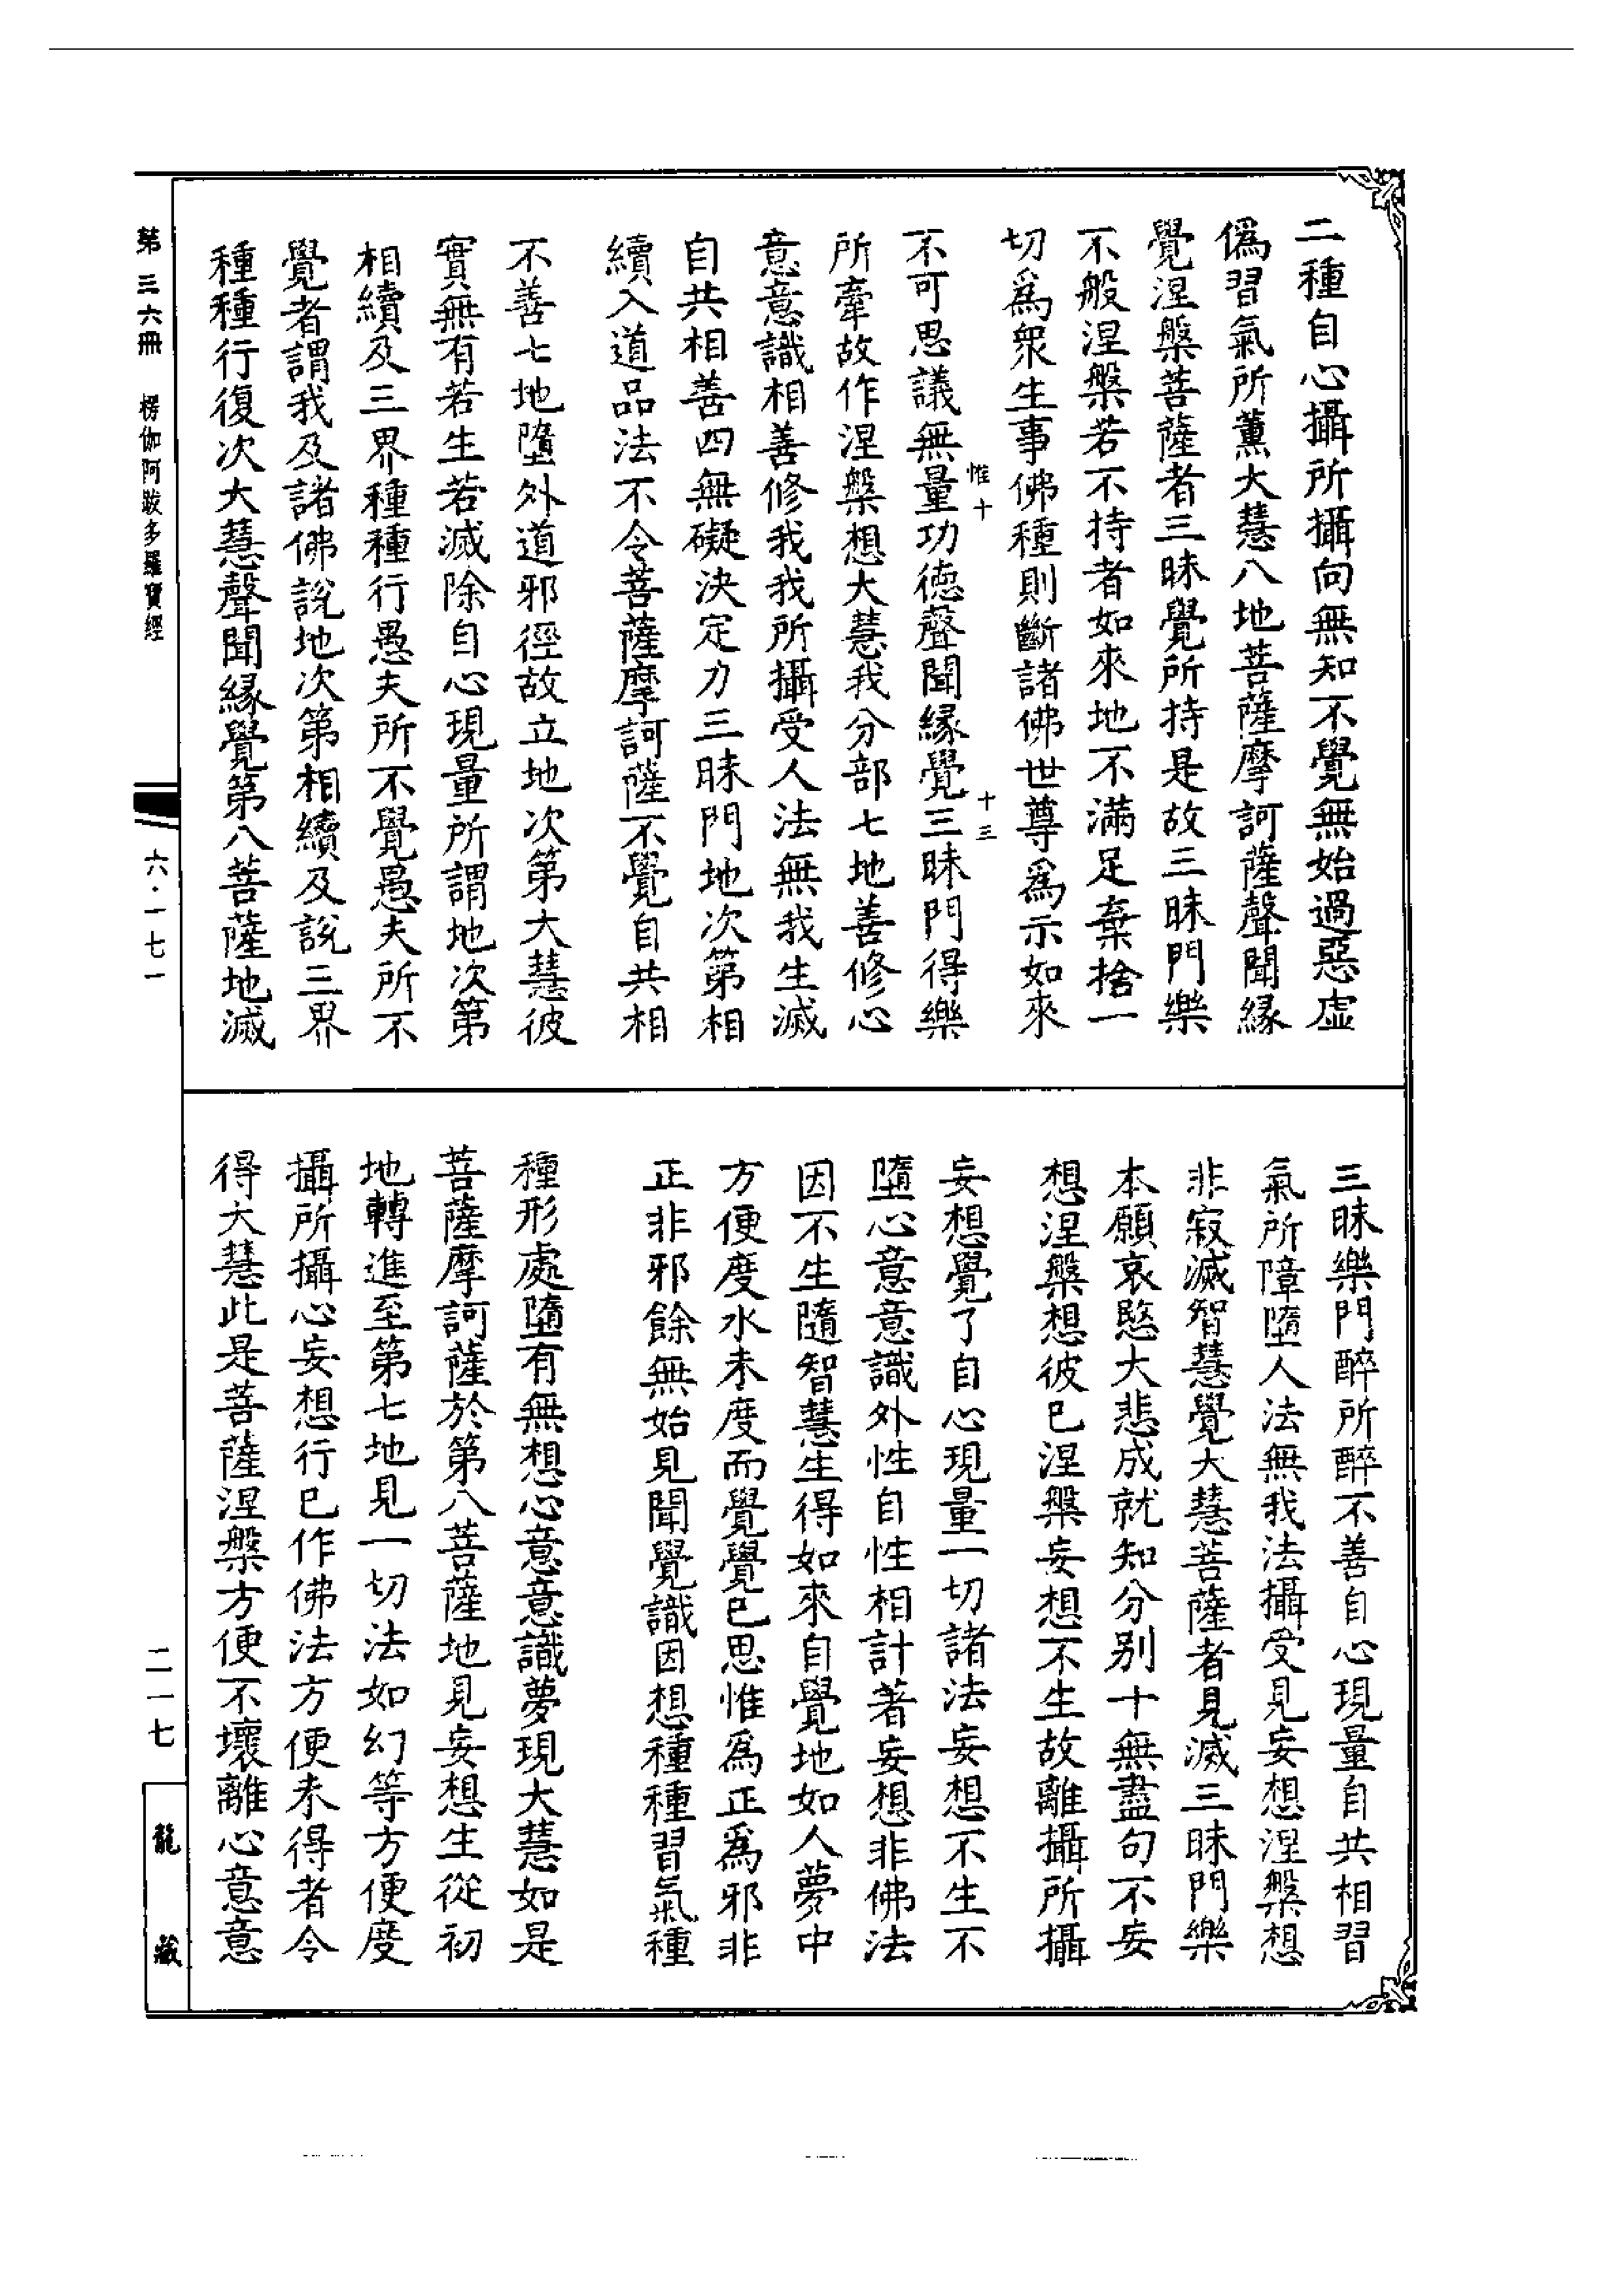 二種自心攝所攝向無知不覺無始過惡虛
僞習氣所薰大慧八地菩薩摩訶薩聲聞緣
覺涅槃菩薩者三昧覺所持是故三昧門樂
不般涅槃若不持者如來地不滿足棄捨一
切爲衆生事佛種則斷諸佛世尊爲示如來
惟十
十三
不可思議無量功德聲聞緣覺三昧門得樂
所牽故作涅槃想大慧我分部七地善修心
意意識相善修我我所攝受人法無我生滅
自共相善四無礙決定力三昧門地次第相
續入道品法不令菩薩摩訶薩不覺自共相
不善七地墮外道邪徑故立地次第大慧彼
實無有若生若滅除自心現量所謂地次第
相續及三界種種行愚夫所不覺愚夫所不
覺者謂我及諸佛說地次第相續及說三界
種種行復次大慧聲聞緣覺第八菩薩地滅
三昧樂門醉所醉不善自心現量自共相習
氣所障墮人法無我法攝受見妄想涅槃想
非寂滅智慧覺大慧菩薩者見滅三昧門樂
本願哀愍大悲成就知分別十無盡句不妄
想涅槃想彼已涅槃妄想不生故離攝所攝
妄想覺了自心現量一切諸法妄想不生不
墮心意意識外性自性相計著妄想非佛法
因不生隨智慧生得如來自覺地如人夢中
方便度水未度而覺覺已思惟爲正爲邪非
正非邪餘無始見聞覺識因想種種習氣種
種形處墮有無想心意意識夢現大慧如是
菩薩摩訶薩於第八菩薩地見妄想生從初
地轉進至第七地見一切法如幻等方便度
攝所攝心妄想行已作佛法方便未得者令
得大慧此是菩薩涅槃方便不壞離心意意
第三六冊　楞伽阿跋多羅寶經
六·一七一
二一七
龍藏